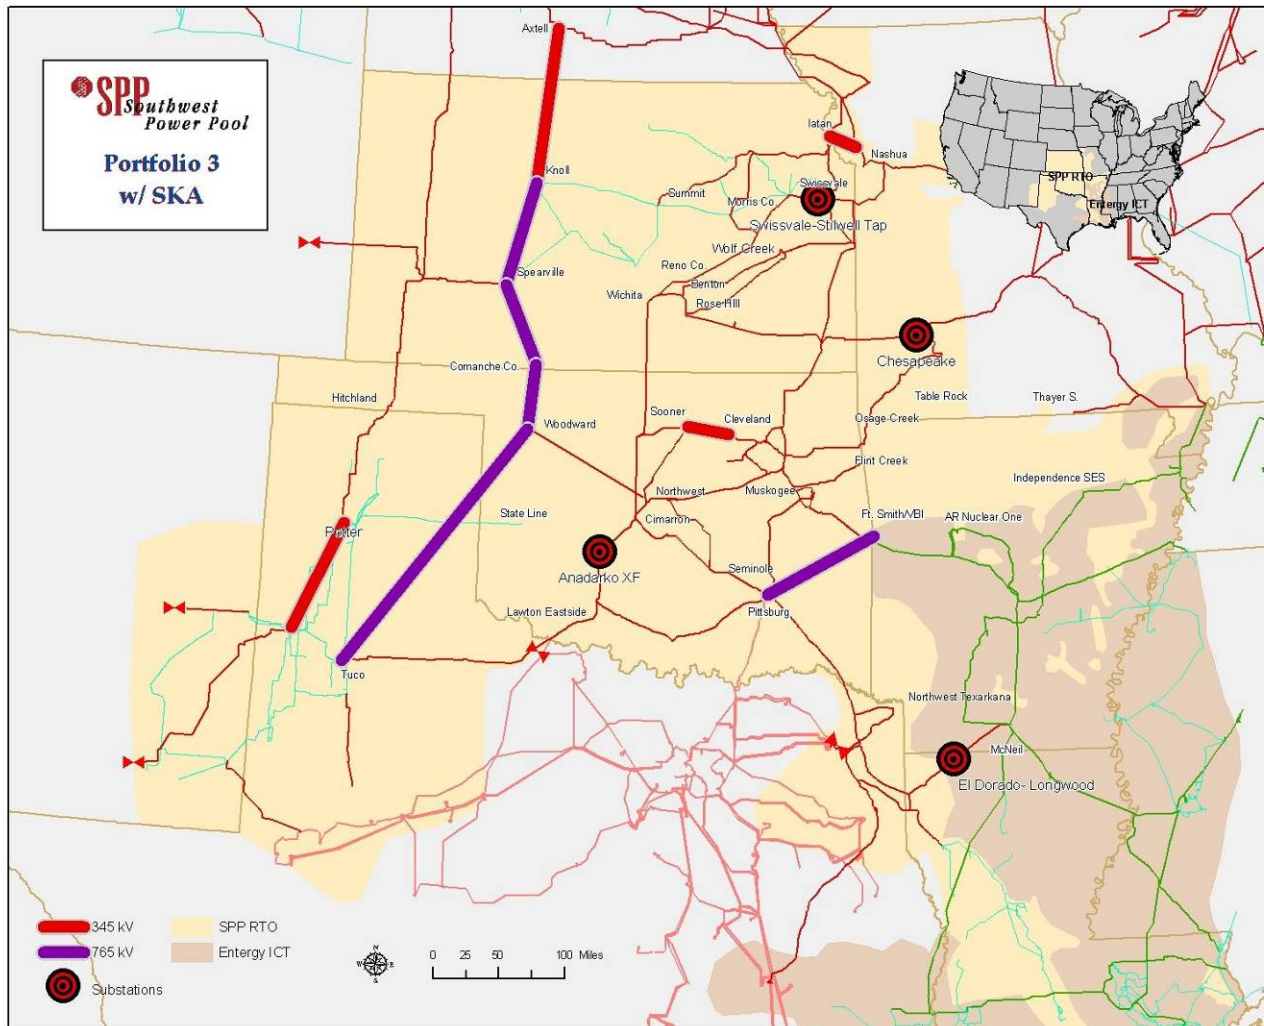 SPP
Southwest
Power Pool
Portfolio 3
w/ SKA
Axtell
Iatan
Nashua
Knoll
Summit
Morris Co.
Swissvale
Swissvale-Stilwell Tap
SPP RTO
Entergy ICT
Wolf Creek
Reno Co.
Spearville
Benton
Wichita
Rose Hill
Chesapeake
Comanche Co.
Hitchland
Table Rock
Thayer S.
Sooner
Cleveland
Osage Creek
Woodward
Flint Creek
Independence SES
Northwest
Muskogee
State Line
Cimarron
Ft. Smith/VBI
AR Nuclear One
Potter
Anadarko XF
Seminole
Lawton Eastside
Pittsburg
Tuco
Northwest Texarkana
McNeil
El Dorado- Longwood
345 kV
SPP RTO
765 kV
Entergy ICT
Substations
N
W
E
S
0 25 50 100 Miles